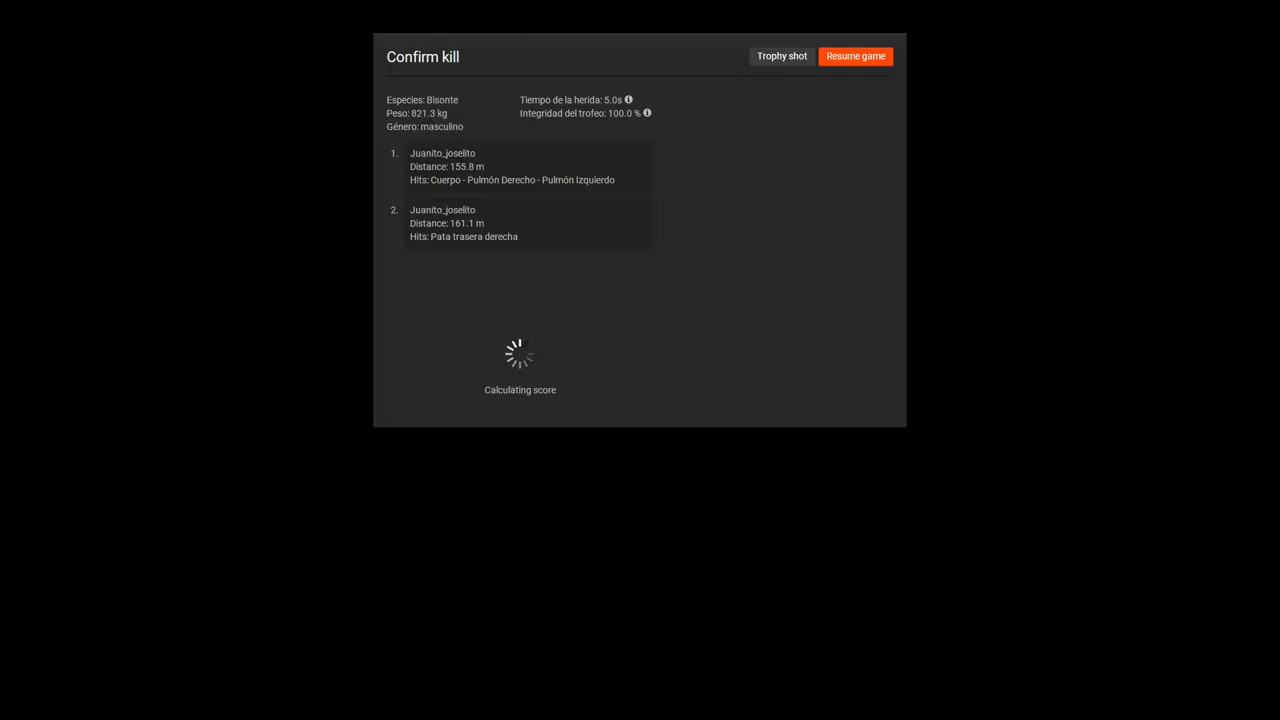 Confirm kill
Trophy shot
Resume game
Especies: Bisonte
Peso: 821.3 kg
Género: masculino
Tiempo de la herida: 5.0s
Integridad del trofeo: 100.0 %
1.
Juanito_joselito
Distance: 155.8 m
Hits: Cuerpo - Pulmón Derecho - Pulmón Izquierdo
2.
Juanito_joselito
Distance: 161.1 m
Hits: Pata trasera derecha
Calculating score